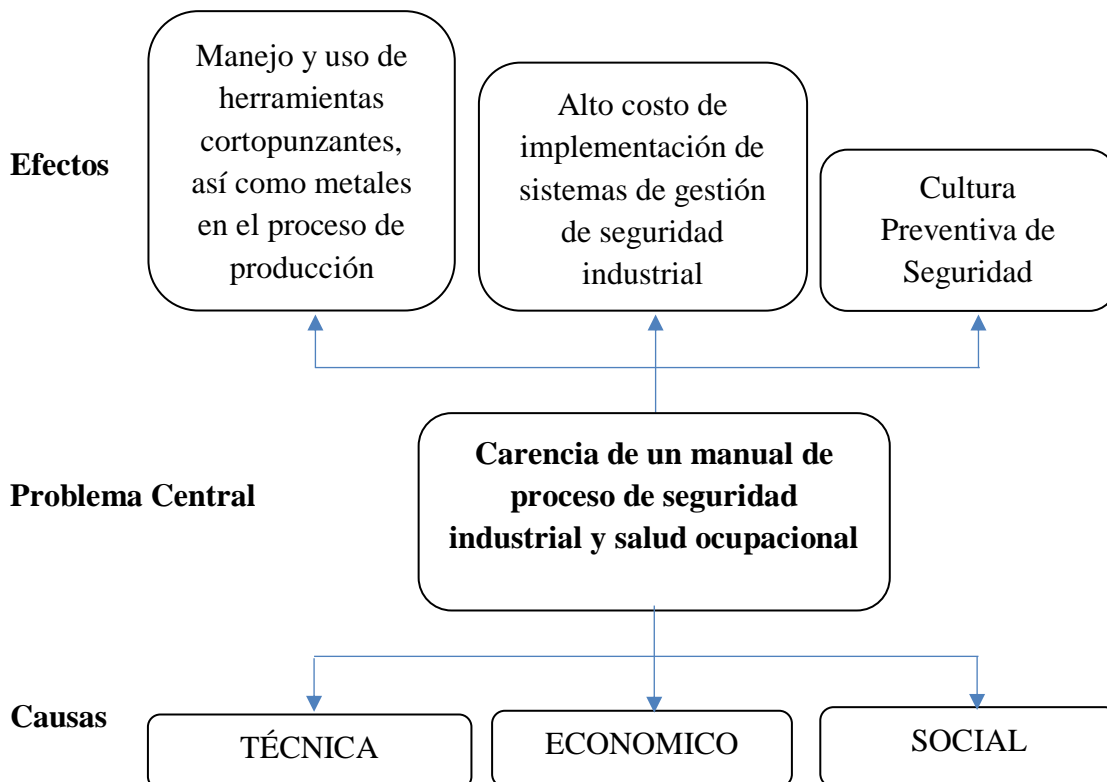 Efectos
Manejo y uso de
herramientas
cortopunzantes,
así como metales
en el proceso de
producción
Alto costo de
implementación de
sistemas de gestión
de seguridad
industrial
Cultura
Preventiva de
Seguridad
Problema Central
Carencia de un manual de
proceso de seguridad
industrial y salud ocupacional
Causas
TÉCNICA
ECONOMICO
SOCIAL